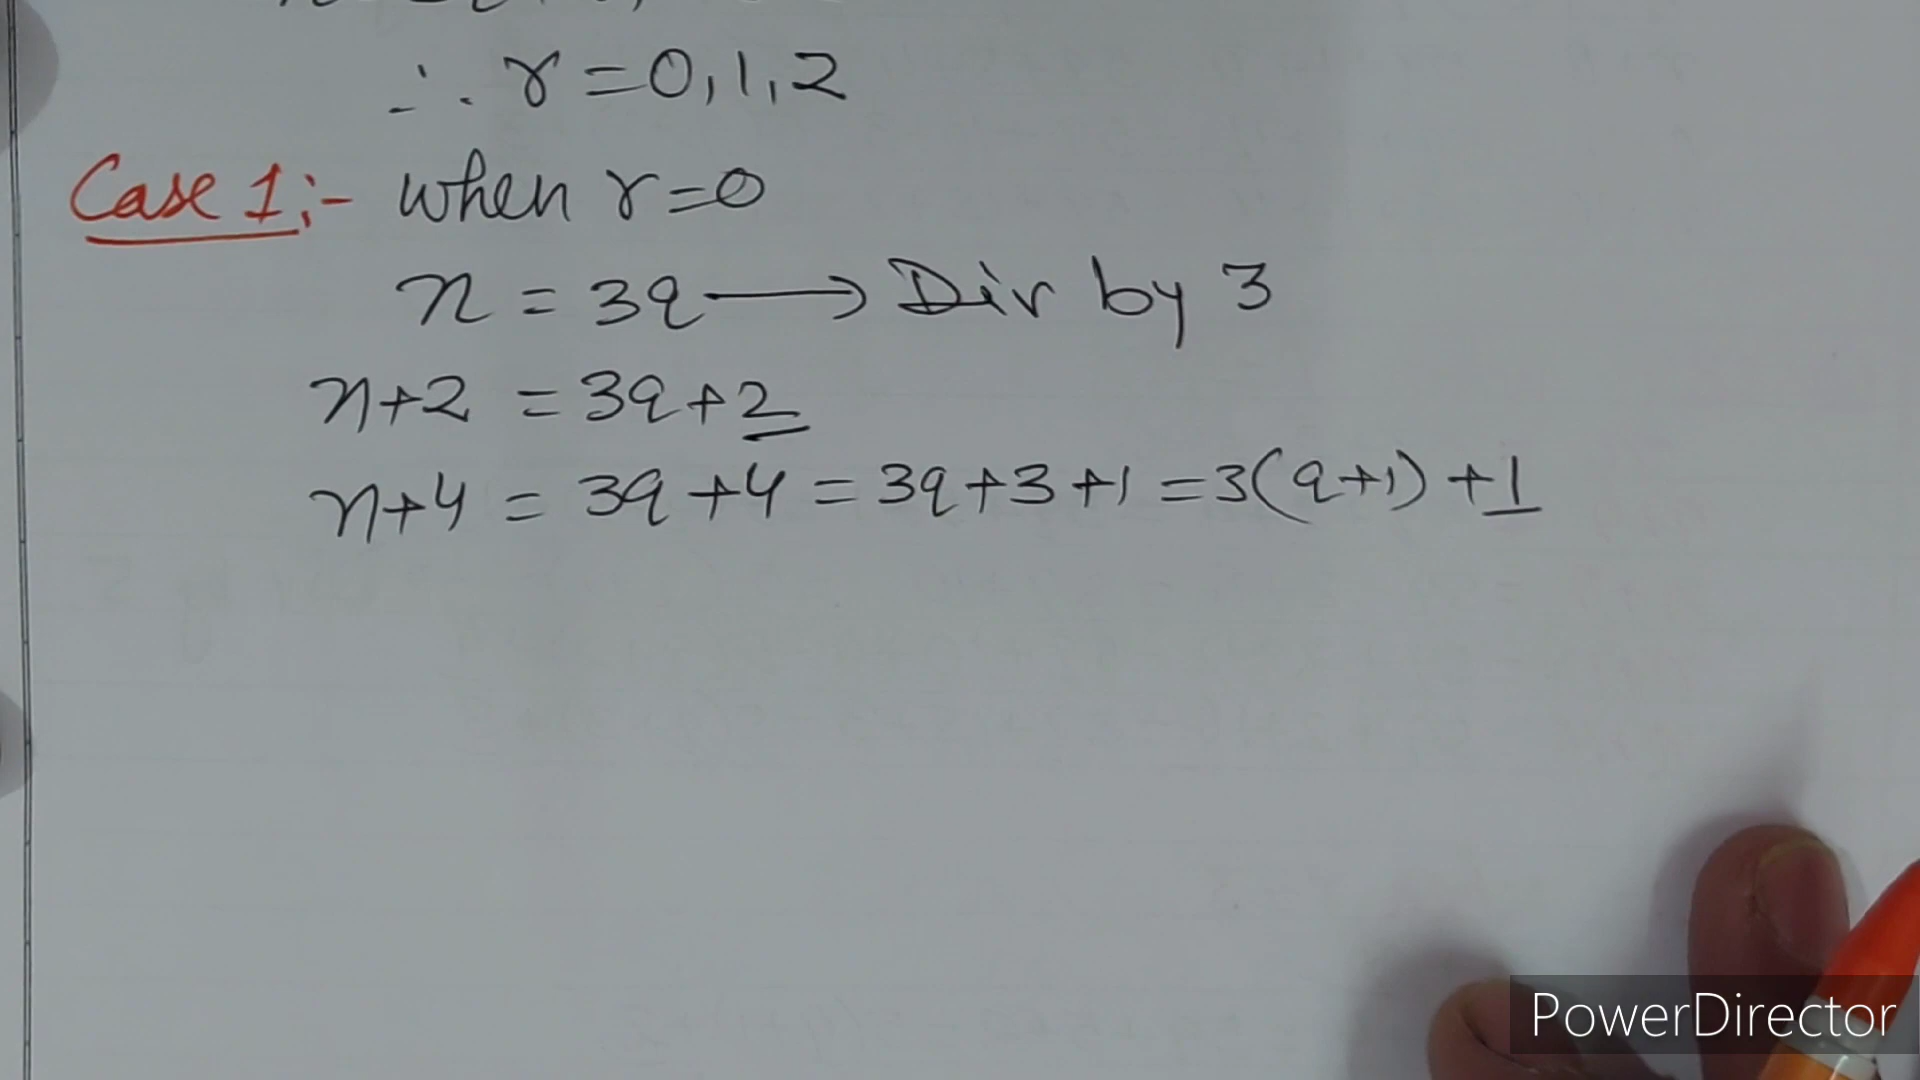 ∴ r = 0, 1, 2
Case 1:- when r = 0
n = 3q → Div by 3
n+2 = 3q+2
n+4 = 3q+4 = 3q+3+1 = 3(q+1)+1
PowerDirector